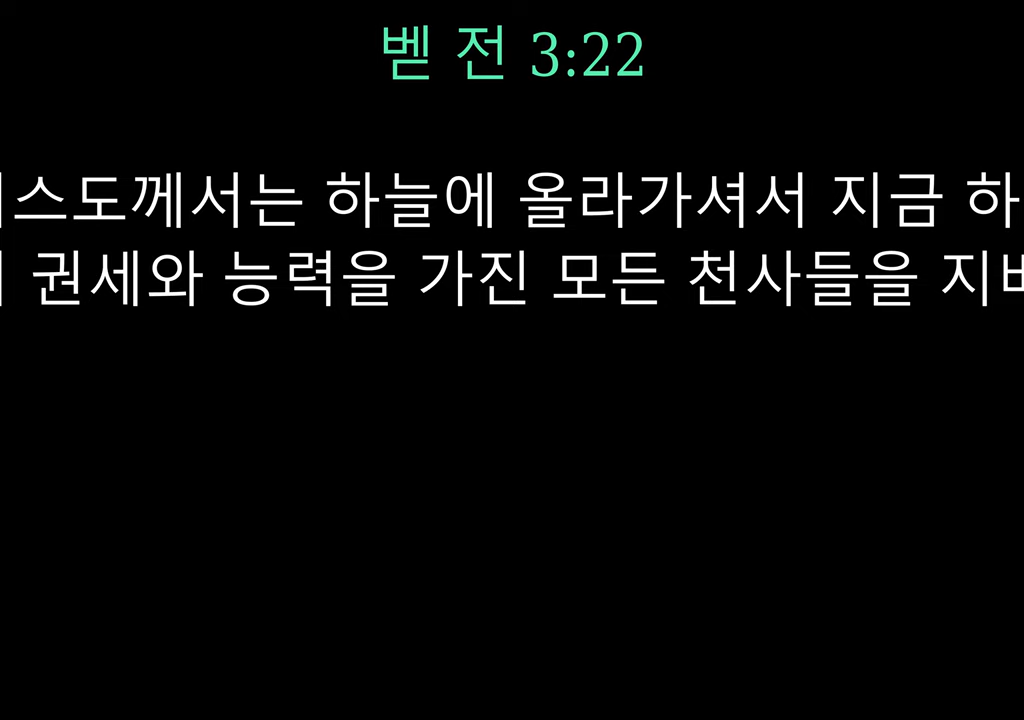 벧 전 3:22
스도께서는 하늘에 올라가셔서 지금 하
권세와 능력을 가진 모든 천사들을